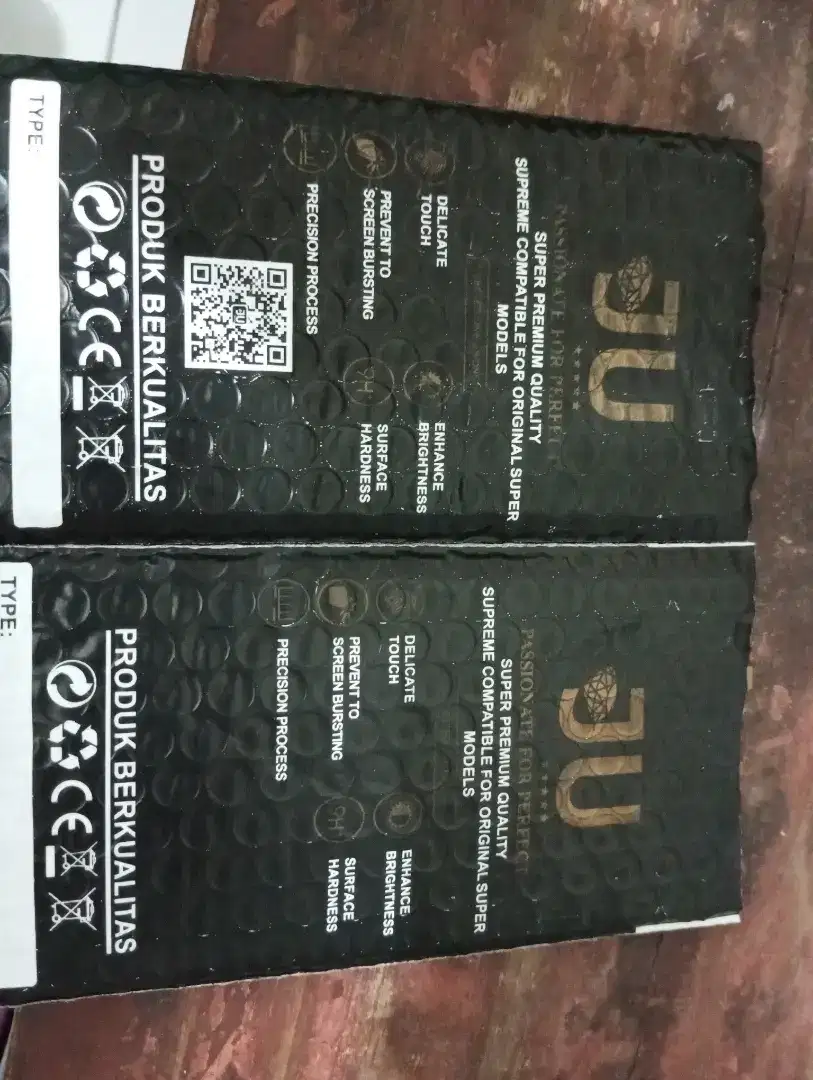 JU
PASSIONATE FOR PERFECT
SUPER PREMIUM QUALITY
SUPREME COMPATIBLE FOR ORIGINAL SUPER
MODELS
DELICATE
TOUCH
ENHANCE
BRIGHTNESS
PREVENT TO
SCREEN BURSTING
9H
SURFACE
HARDNESS
PRECISION PROCESS
JU
PRODUK BERKUALITAS
CE
TYPE:
JU
PASSIONATE FOR PERFECT
SUPER PREMIUM QUALITY
SUPREME COMPATIBLE FOR ORIGINAL SUPER
MODELS
DELICATE
TOUCH
ENHANCE
BRIGHTNESS
PREVENT TO
SCREEN BURSTING
9H
SURFACE
HARDNESS
PRECISION PROCESS
PRODUK BERKUALITAS
CE
TYPE: